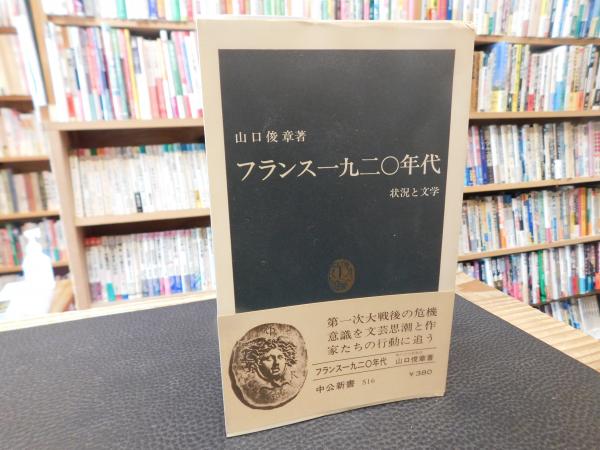 山口俊章著
フランス一九二〇年代
状況と文学
第一次大戦後の危機
意識を文芸思潮と作
家たちの行動に追う
フランス一九二〇年代 山口俊章著
中公新書 516 ¥380